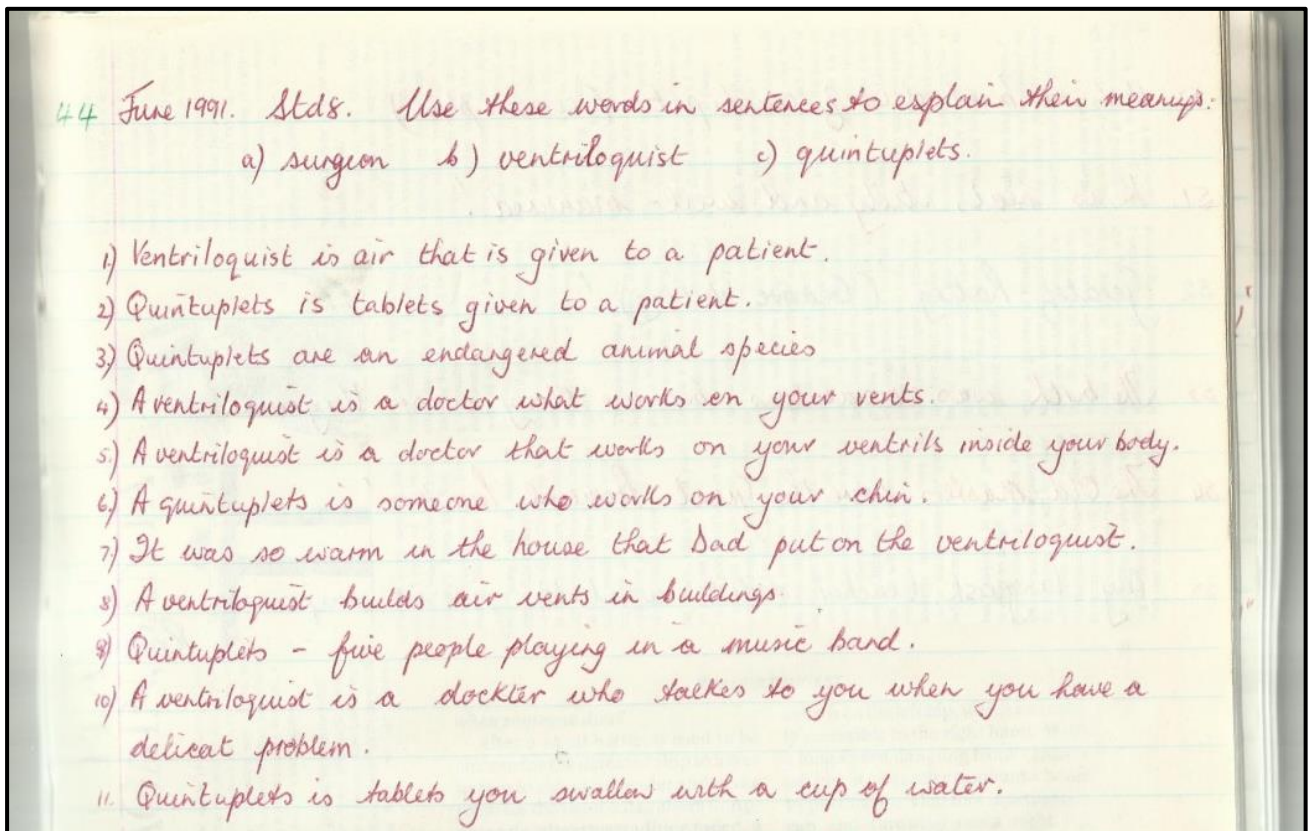 44 June 1991. Std 8. Use these words in sentences to explain their meanings:
a) surgeon b) ventriloquist c) quintuplets.
1) Ventriloquist is air that is given to a patient.
2) Quintuplets is tablets given to a patient.
3) Quintuplets are an endangered animal species
4) A ventriloquist is a doctor what works on your vents.
5.) A ventriloquist is a doctor that works on your ventrils inside your body.
6) A quintuplets is someone who works on your chin.
7) It was so warm in the house that Dad put on the ventriloquist.
8) A ventriloquist builds air vents in buildings.
9) Quintuplets - five people playing in a music band.
10) A ventriloquist is a dockter who talkes to you when you have a
delicat problem.
11. Quintuplets is tablets you swallow with a cup of water.